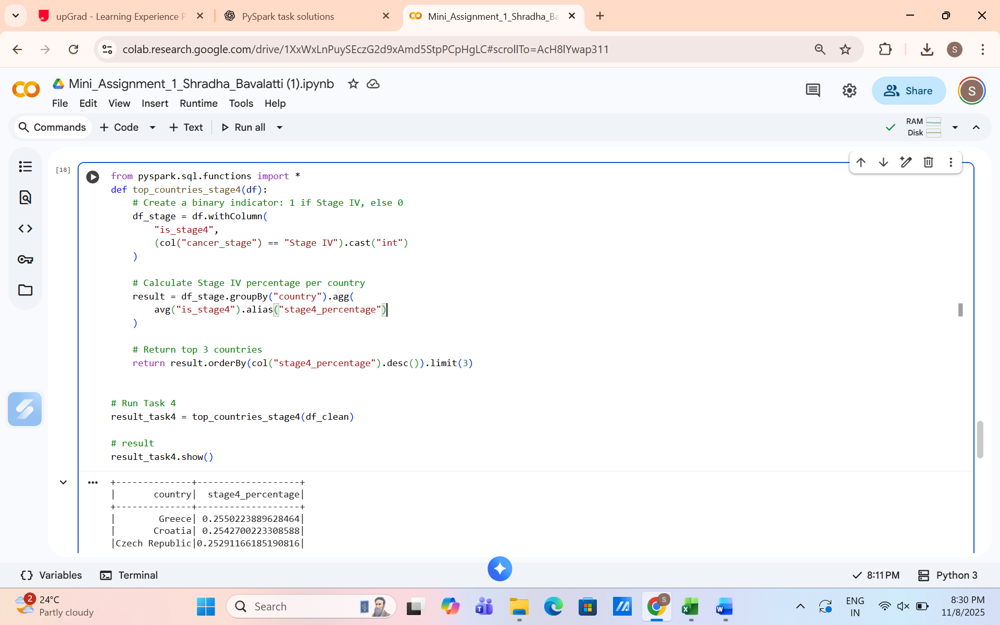 upGrad - Learning Experience P
PySpark task solutions
Mini_Assignment_1_Shradha_Ba
colab.research.google.com/drive/1XxWxLnPuySEczG2d9xAmd5StpPCpHgLC#scrollTo=AcH8lYwap311
S
Mini_Assignment_1_Shradha_Bavalatti (1).ipynb
File Edit View Insert Runtime Tools Help
Share
S
Commands + Code + Text Run all
RAM
Disk
[18]
from pyspark.sql.functions import *
def top_countries_stage4(df):
# Create a binary indicator: 1 if Stage IV, else 0
df_stage = df.withColumn(
"is_stage4",
(col("cancer_stage") == "Stage IV").cast("int")
)
# Calculate Stage IV percentage per country
result = df_stage.groupBy("country").agg(
avg("is_stage4").alias("stage4_percentage")
)
# Return top 3 countries
return result.orderBy(col("stage4_percentage").desc()).limit(3)
# Run Task 4
result_task4 = top_countries_stage4(df_clean)
# result
result_task4.show()
+--------------+-------------------+
|       country|  stage4_percentage|
+--------------+-------------------+
|        Greece| 0.2550223889628464|
|       Croatia| 0.2542700223308588|
|Czech Republic|0.25291166185190816|
{} Variables Terminal
8:11 PM Python 3
2
24°C
Partly cloudy
Search
S
ENG
IN
8:30 PM
11/8/2025